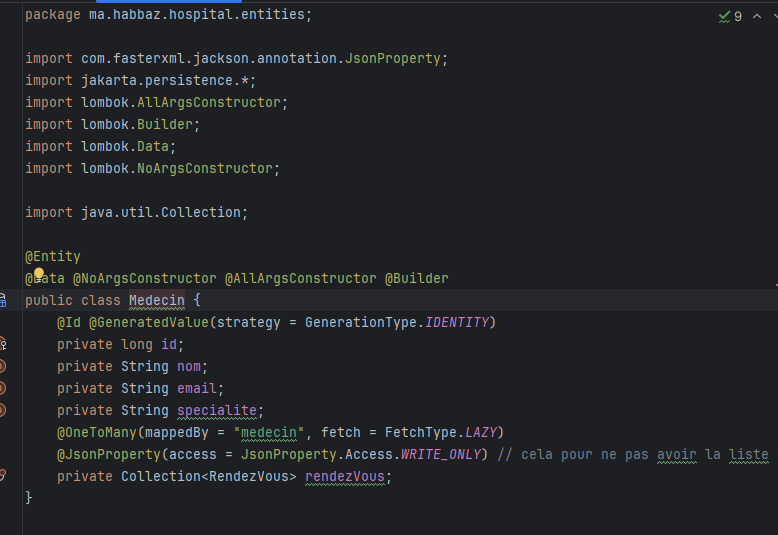 package ma.habbaz.hospital.entities;
9
import com.fasterxml.jackson.annotation.JsonProperty;
import jakarta.persistence.*;
import lombok.AllArgsConstructor;
import lombok.Builder;
import lombok.Data;
import lombok.NoArgsConstructor;
import java.util.Collection;
@Entity
@Data @NoArgsConstructor @AllArgsConstructor @Builder
public class Medecin {
@Id @GeneratedValue(strategy = GenerationType.IDENTITY)
private long id;
private String nom;
private String email;
private String specialite;
@OneToMany(mappedBy = "medecin", fetch = FetchType.LAZY)
@JsonProperty(access = JsonProperty.Access.WRITE_ONLY) // cela pour ne pas avoir la liste
private Collection<RendezVous> rendezVous;
}